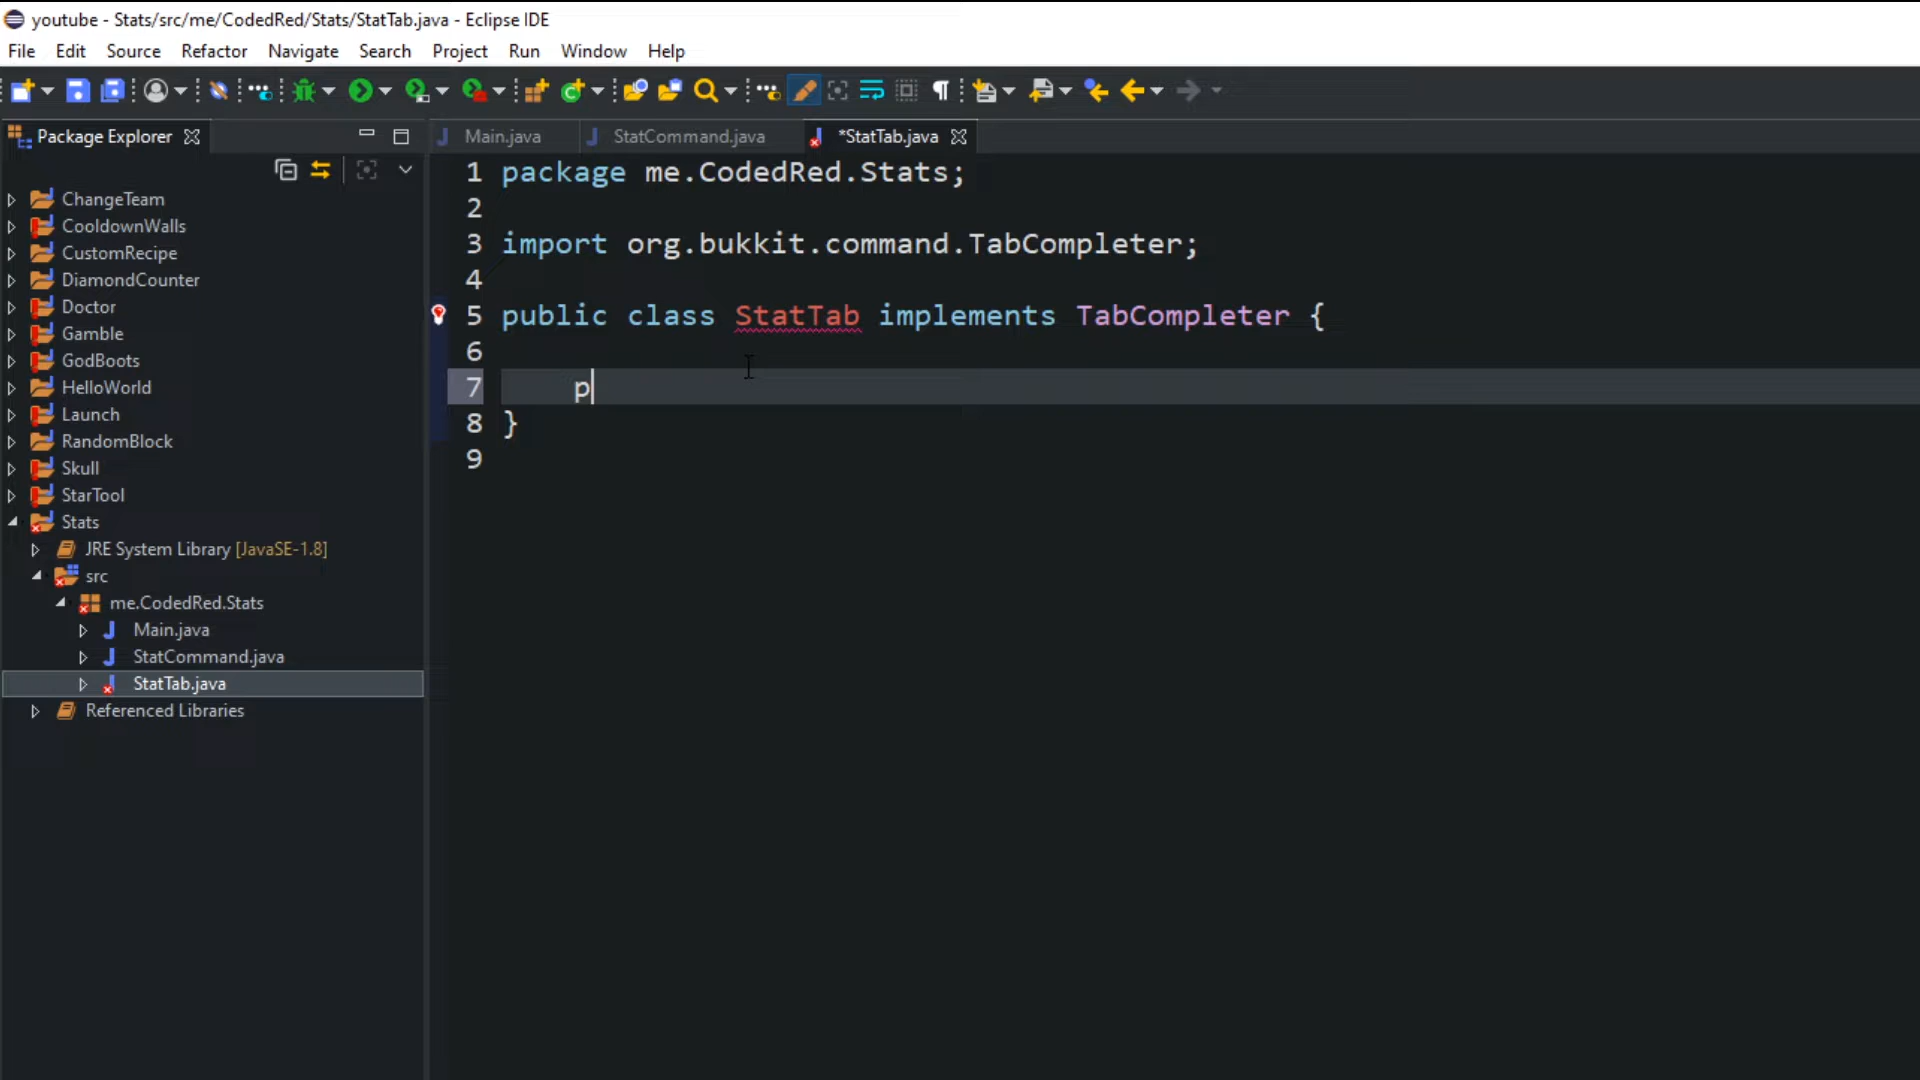 youtube - Stats/src/me/CodedRed/Stats/StatTab.java - Eclipse IDE
File Edit Source Refactor Navigate Search Project Run Window Help
Package Explorer
Main.java
StatCommand.java
*StatTab.java
ChangeTeam
CooldownWalls
CustomRecipe
DiamondCounter
Doctor
Gamble
GodBoots
HelloWorld
Launch
RandomBlock
Skull
StarTool
Stats
JRE System Library [JavaSE-1.8]
src
me.CodedRed.Stats
Main.java
StatCommand.java
StatTab.java
Referenced Libraries
1 package me.CodedRed.Stats;
2
3 import org.bukkit.command.TabCompleter;
4
5 public class StatTab implements TabCompleter {
6
7 p
8 }
9